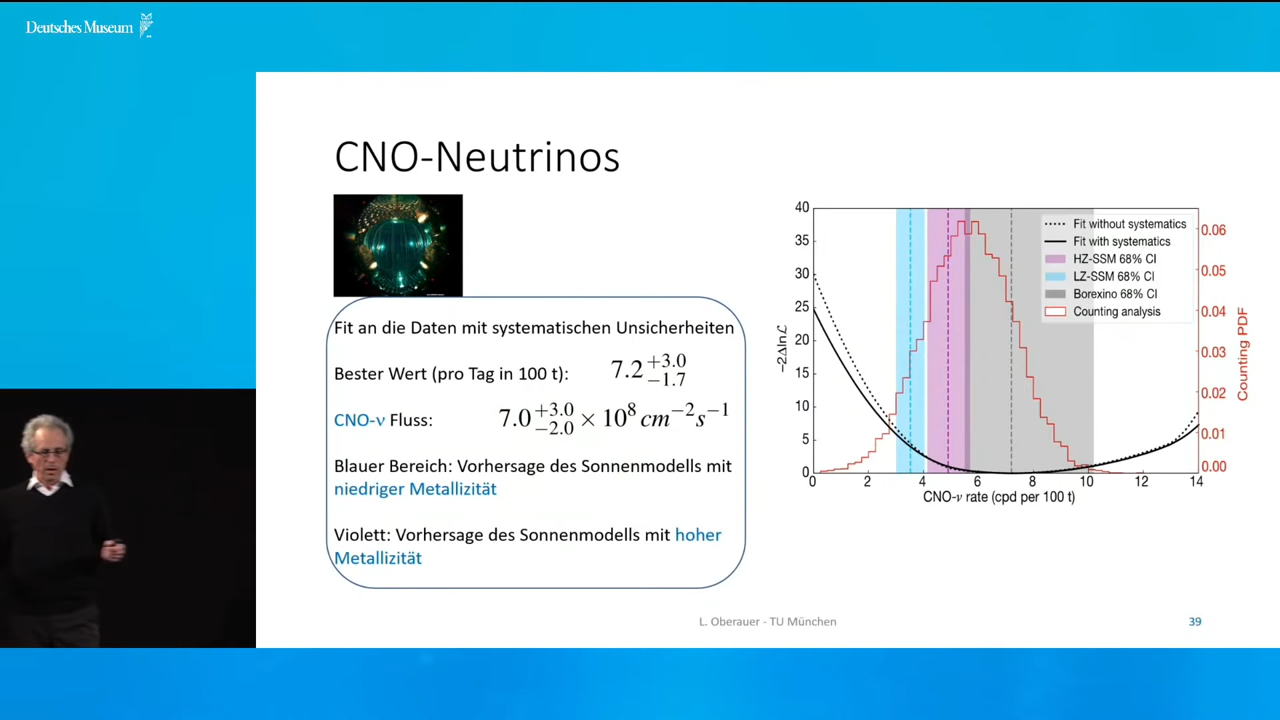 Deutsches Museum
CNO-Neutrinos
Fit an die Daten mit systematischen Unsicherheiten
Bester Wert (pro Tag in 100 t): 7.2 +3.0 −1.7
CNO-ν Fluss: 7.0 +3.0 −2.0 × 10⁸ cm⁻² s⁻¹
Blauer Bereich: Vorhersage des Sonnenmodells mit
niedriger Metallizität
Violett: Vorhersage des Sonnenmodells mit hoher
Metallizität
40
35
30
25
20
15
10
5
0
−2Δln ℒ
Fit without systematics
Fit with systematics
HZ-SSM 68% CI
LZ-SSM 68% CI
Borexino 68% CI
Counting analysis
0.06
0.05
0.04
0.03
0.02
0.01
0.00
Counting PDF
0 2 4 6 8 10 12 14
CNO-ν rate (cpd per 100 t)
L. Oberauer - TU München
39